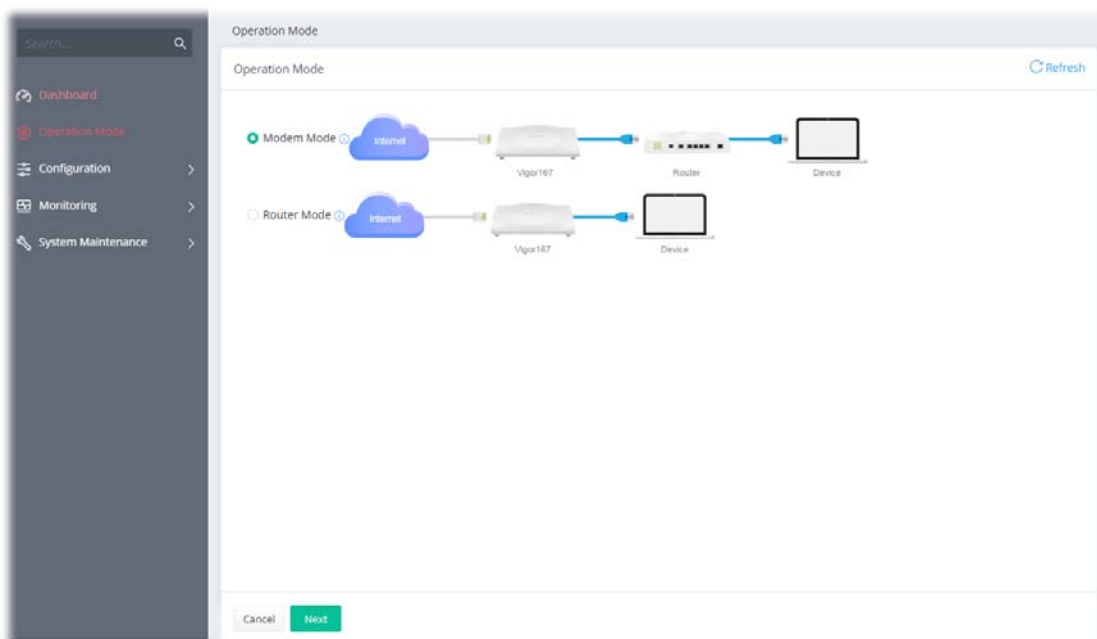 Operation Mode
Search...
Operation Mode
Refresh
Dashboard
Operation Mode
Configuration
Monitoring
System Maintenance
Modem Mode
Internet
Vigor167
Router
Device
Router Mode
Internet
Vigor167
Device
Cancel
Next